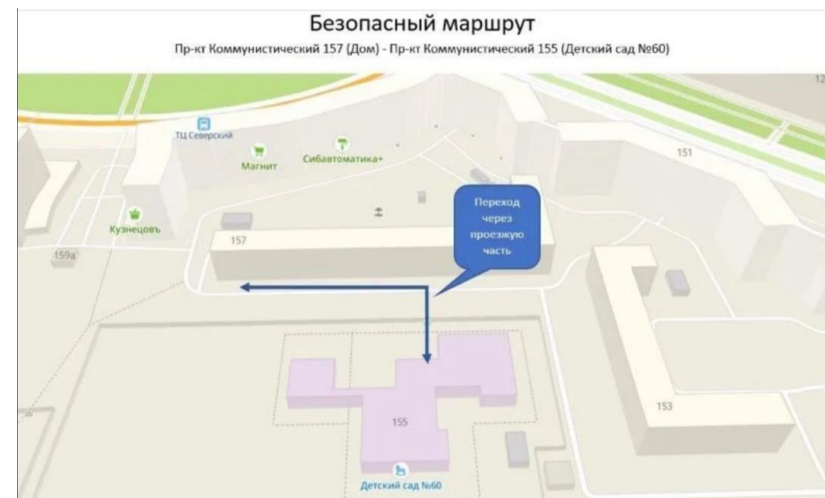 Безопасный маршрут
Пр-кт Коммунистический 157 (Дом) - Пр-кт Коммунистический 155 (Детский сад №60)
12
ТЦ Северский
Магнит
Сибавтоматика+
151
Кузнецовъ
Переход
через
проезжую
часть
157
159а
153
155
Детский сад №60